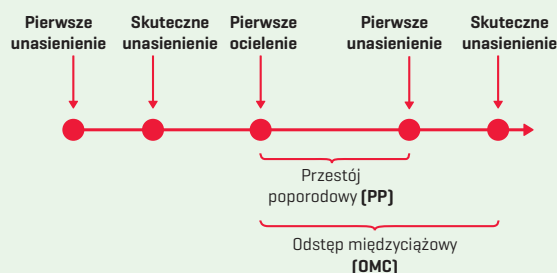 Pierwsze
unasienienie
Skuteczne
unasienienie
Pierwsze
ocielenie
Pierwsze
unasienienie
Skuteczne
unasienienie
Przestój
poporodowy (PP)
Odstęp międzyciążowy
(OMC)